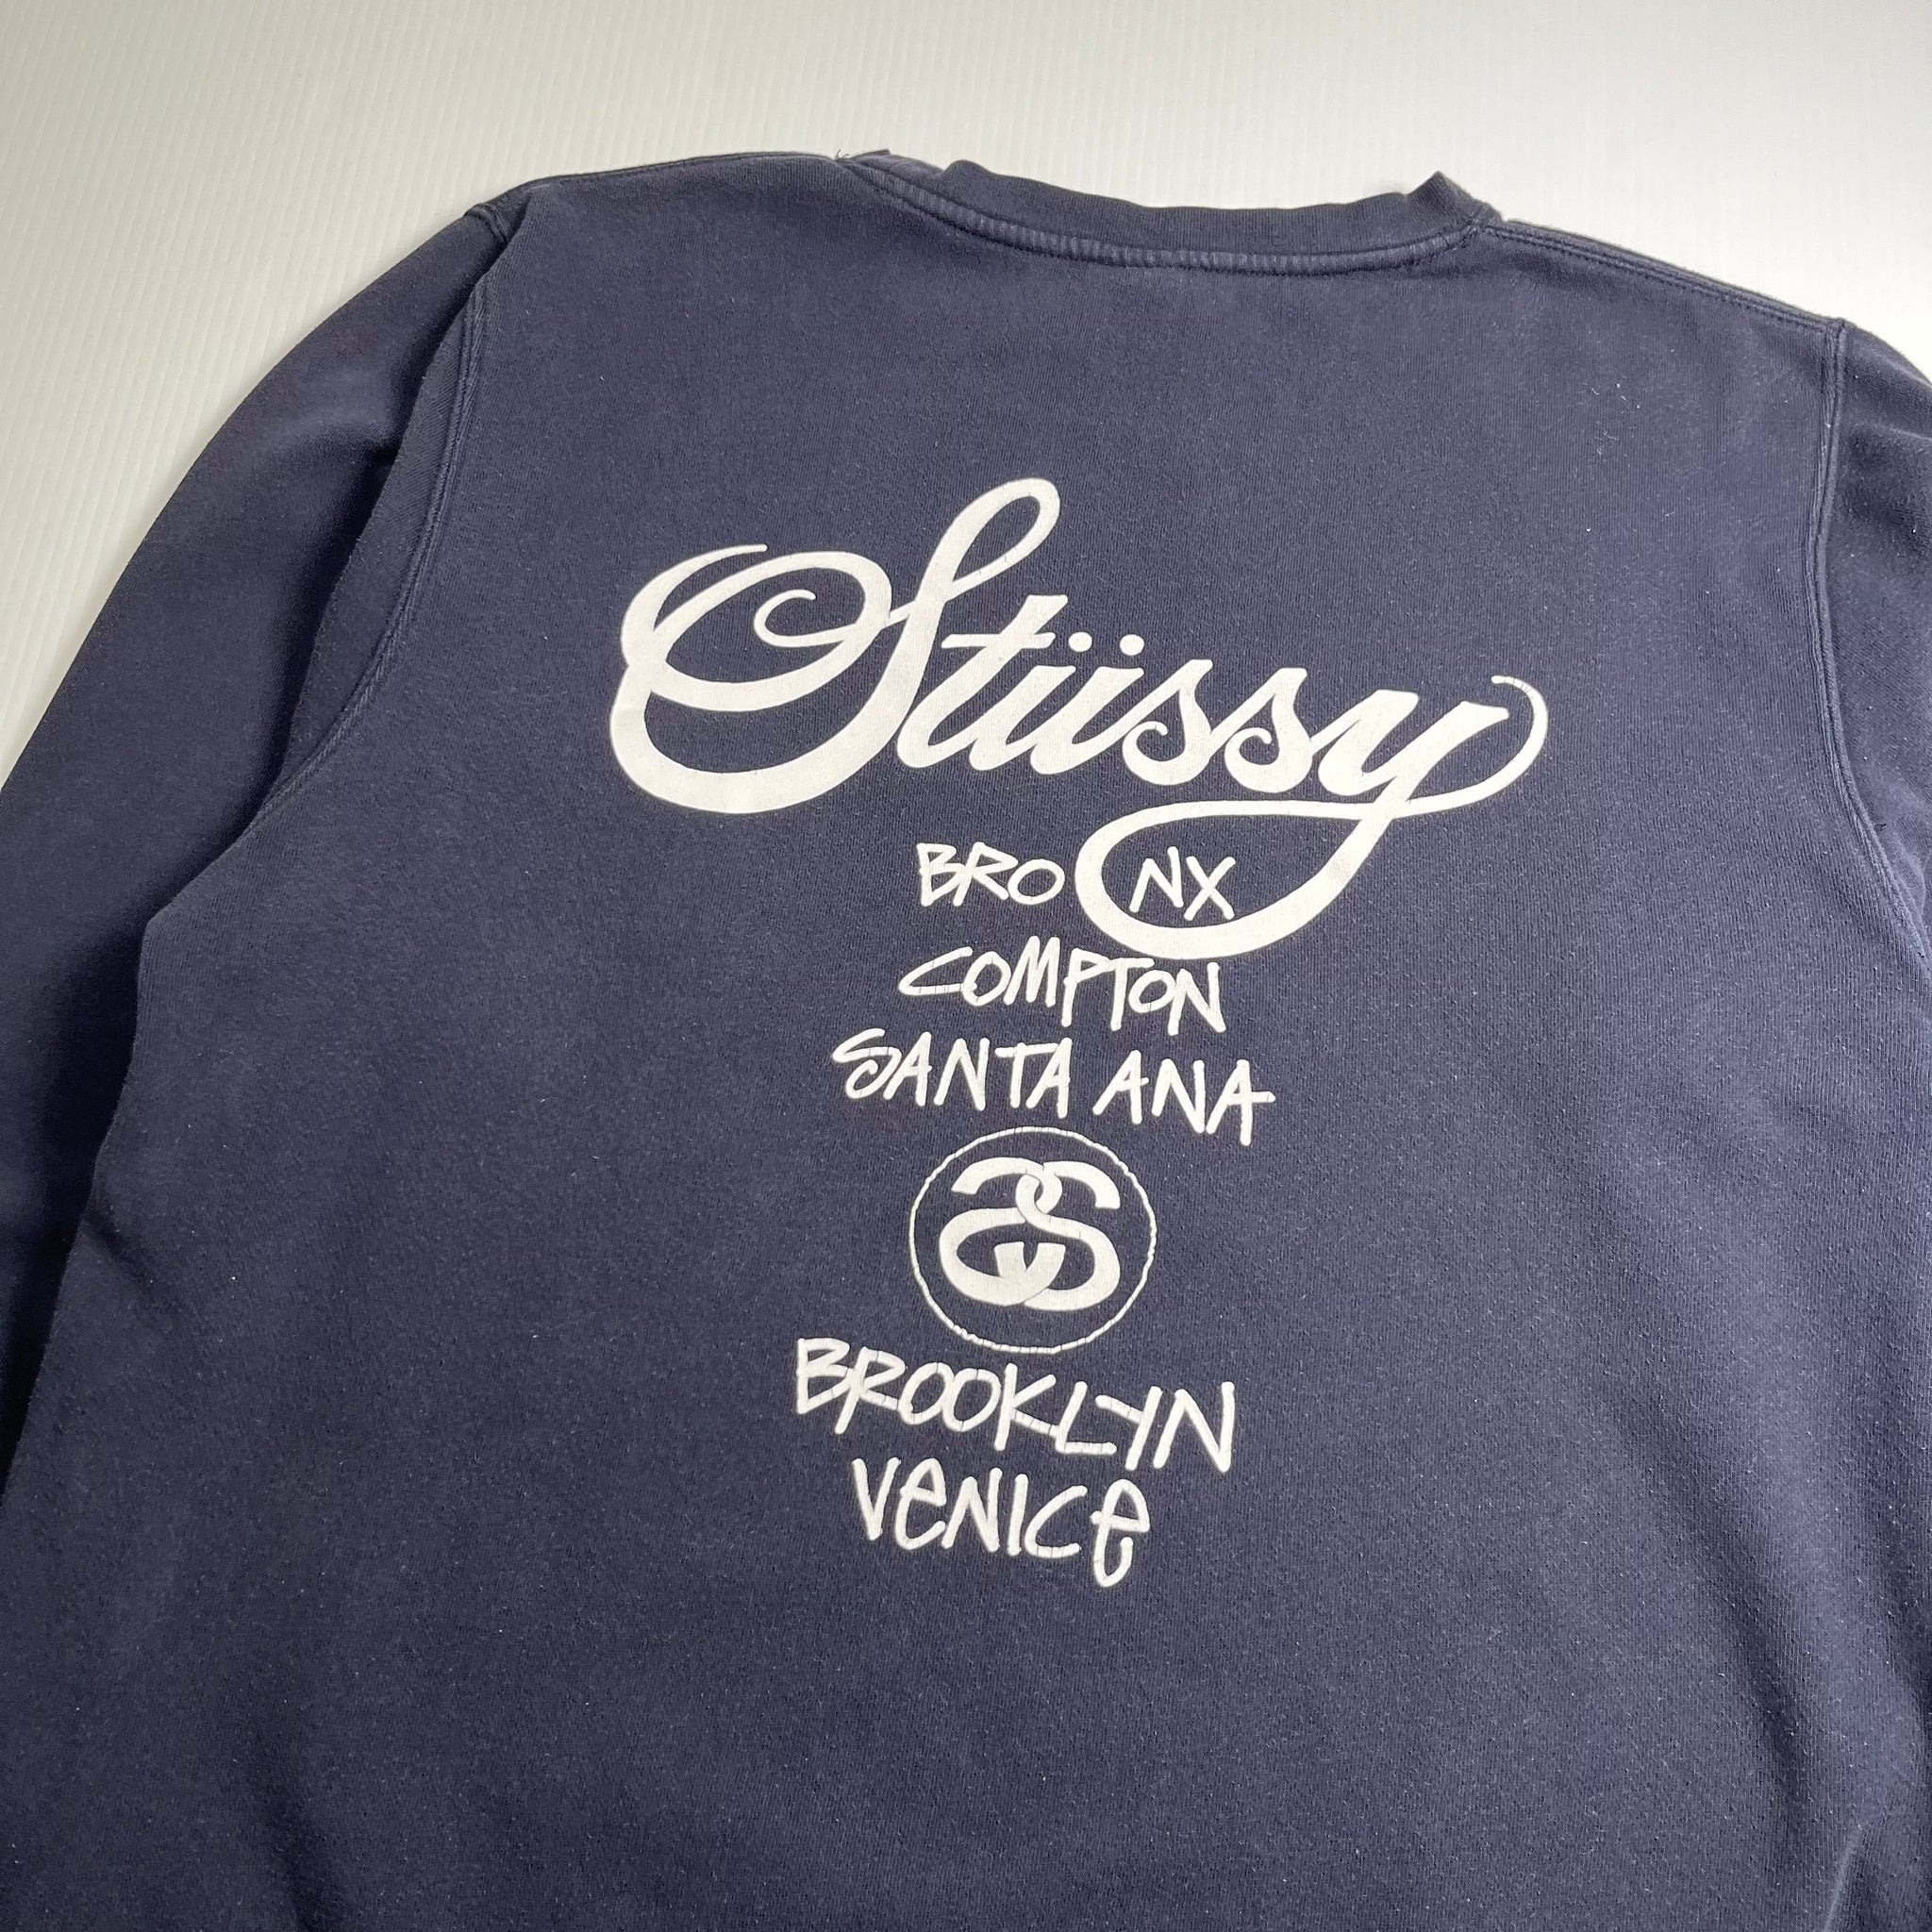 Stüssy
BRONX
COMPTON
SANTA ANA
SS
BROOKLYN
VENICE